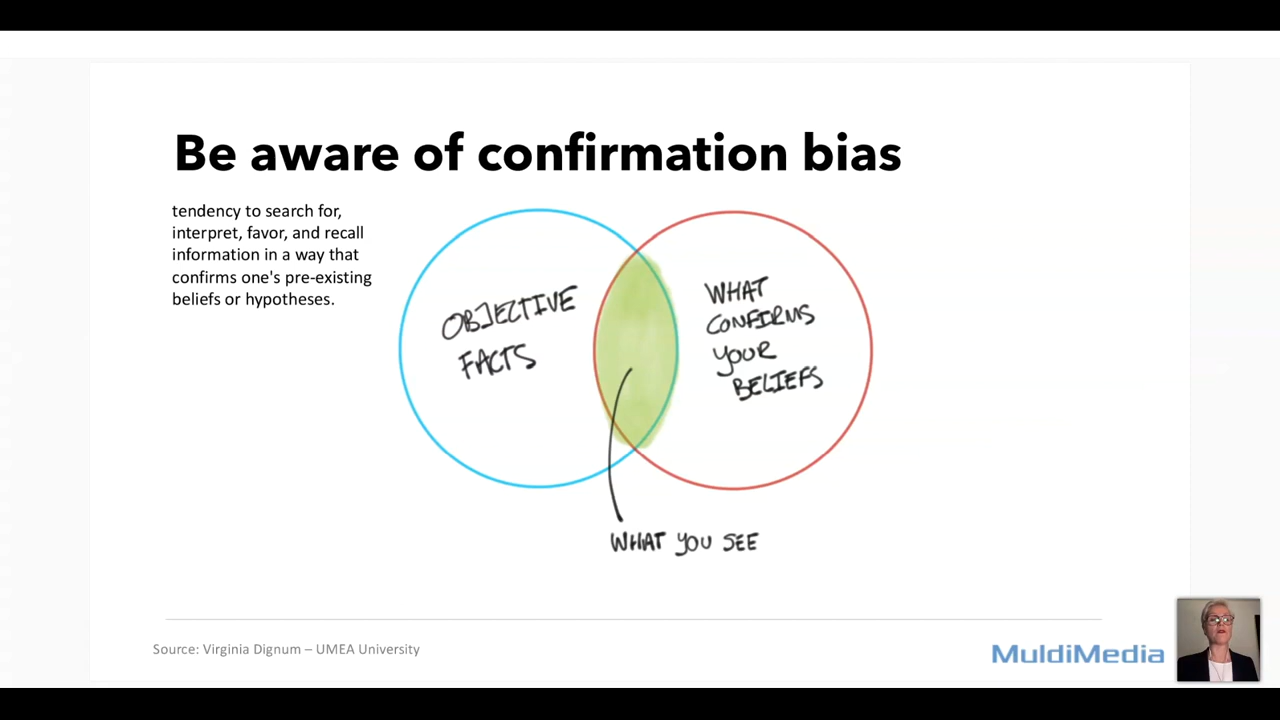 Be aware of confirmation bias
tendency to search for,
interpret, favor, and recall
information in a way that
confirms one's pre-existing
beliefs or hypotheses.
OBJECTIVE
FACTS
WHAT
CONFIRMS
YOUR
BELIEFS
WHAT YOU SEE
Source: Virginia Dignum – UMEA University
MuldiMedia